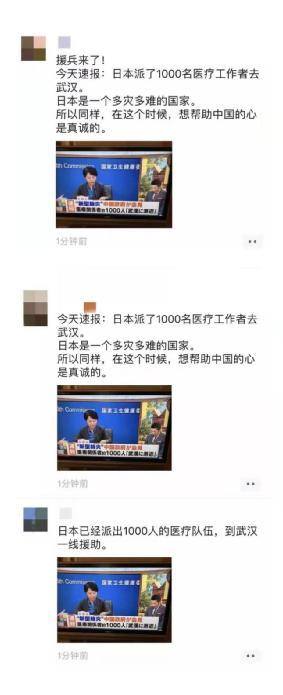 援兵来了!
今天速报：日本派了1000名医疗工作者去
武汉。
日本是一个多灾多难的国家。
所以同样，在这个时候，想帮助中国的心
是真诚的。
国家卫生健康委
"新型肺炎"中国政府が会見
医療関係者約1000人「武漢に派遣」
1分钟前
今天速报：日本派了1000名医疗工作者去
武汉。
日本是一个多灾多难的国家。
所以同样，在这个时候，想帮助中国的心
是真诚的。
th Commission 国家卫生健康委
"新型肺炎"中国政府が会見
医療関係者約1000人「武漢に派遣」
1分钟前
日本已经派出1000人的医疗队伍，到武汉
一线援助。
国家卫生健康委
"新型肺炎"中国政府が会見
医療関係者約1000人「武漢に派遣」
1分钟前